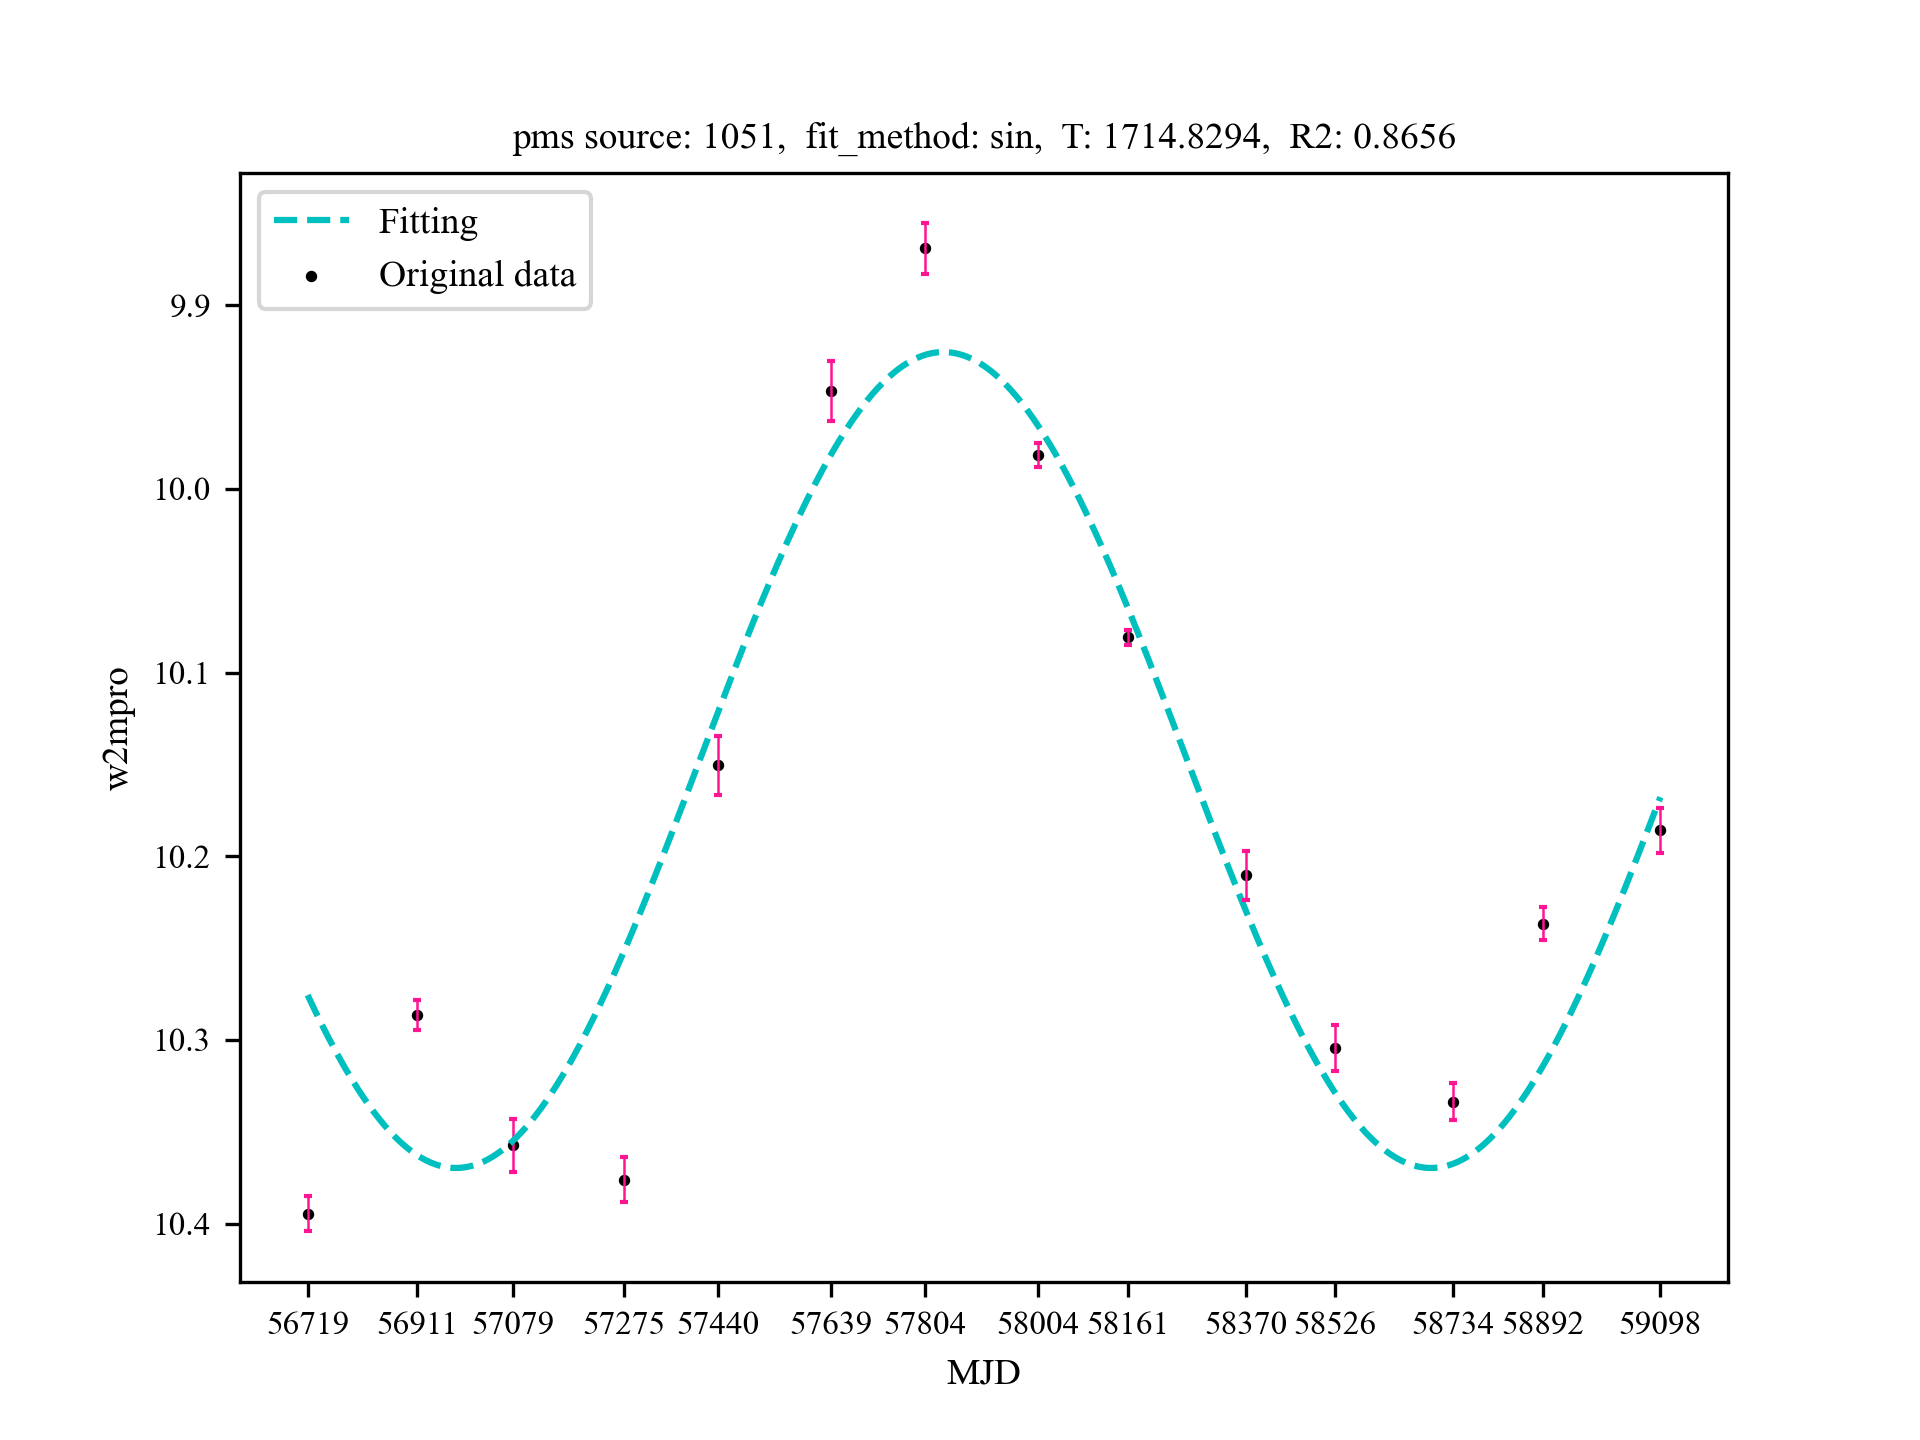 pms source: 1051,  fit_method: sin,  T: 1714.8294,  R2: 0.8656
Fitting
Original data
9.9
10.0
10.1
10.2
10.3
10.4
w2mpro
56719 56911 57079 57275 57440 57639 57804 58004 58161 58370 58526 58734 58892 59098
MJD